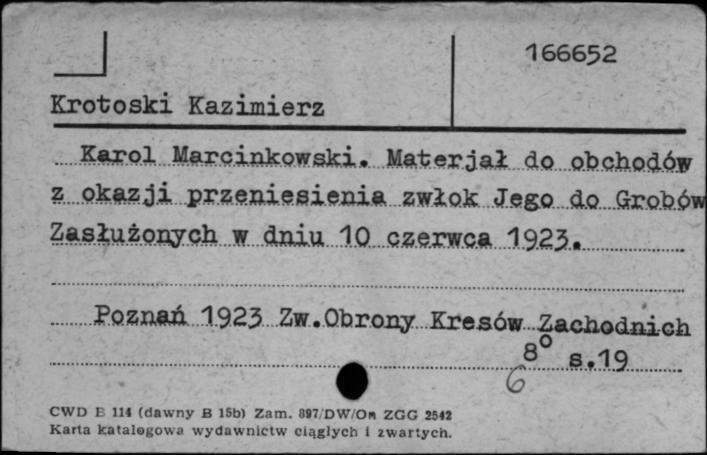 166652
Krotoski Kazimierz
Karol Marcinkowski. Materjał do obchodów
z okazji przeniesienia zwłok Jego do Grobów
Zasłużonych w dniu 10 czerwca 1923.
Poznań 1923 Zw.Obrony Kresów Zachodnich
8° s.19
6
CWD E 114 (dawny B 15b) Zam. 897/DW/Om ZGG 2542
Karta katalogowa wydawnictw ciągłych i zwartych.